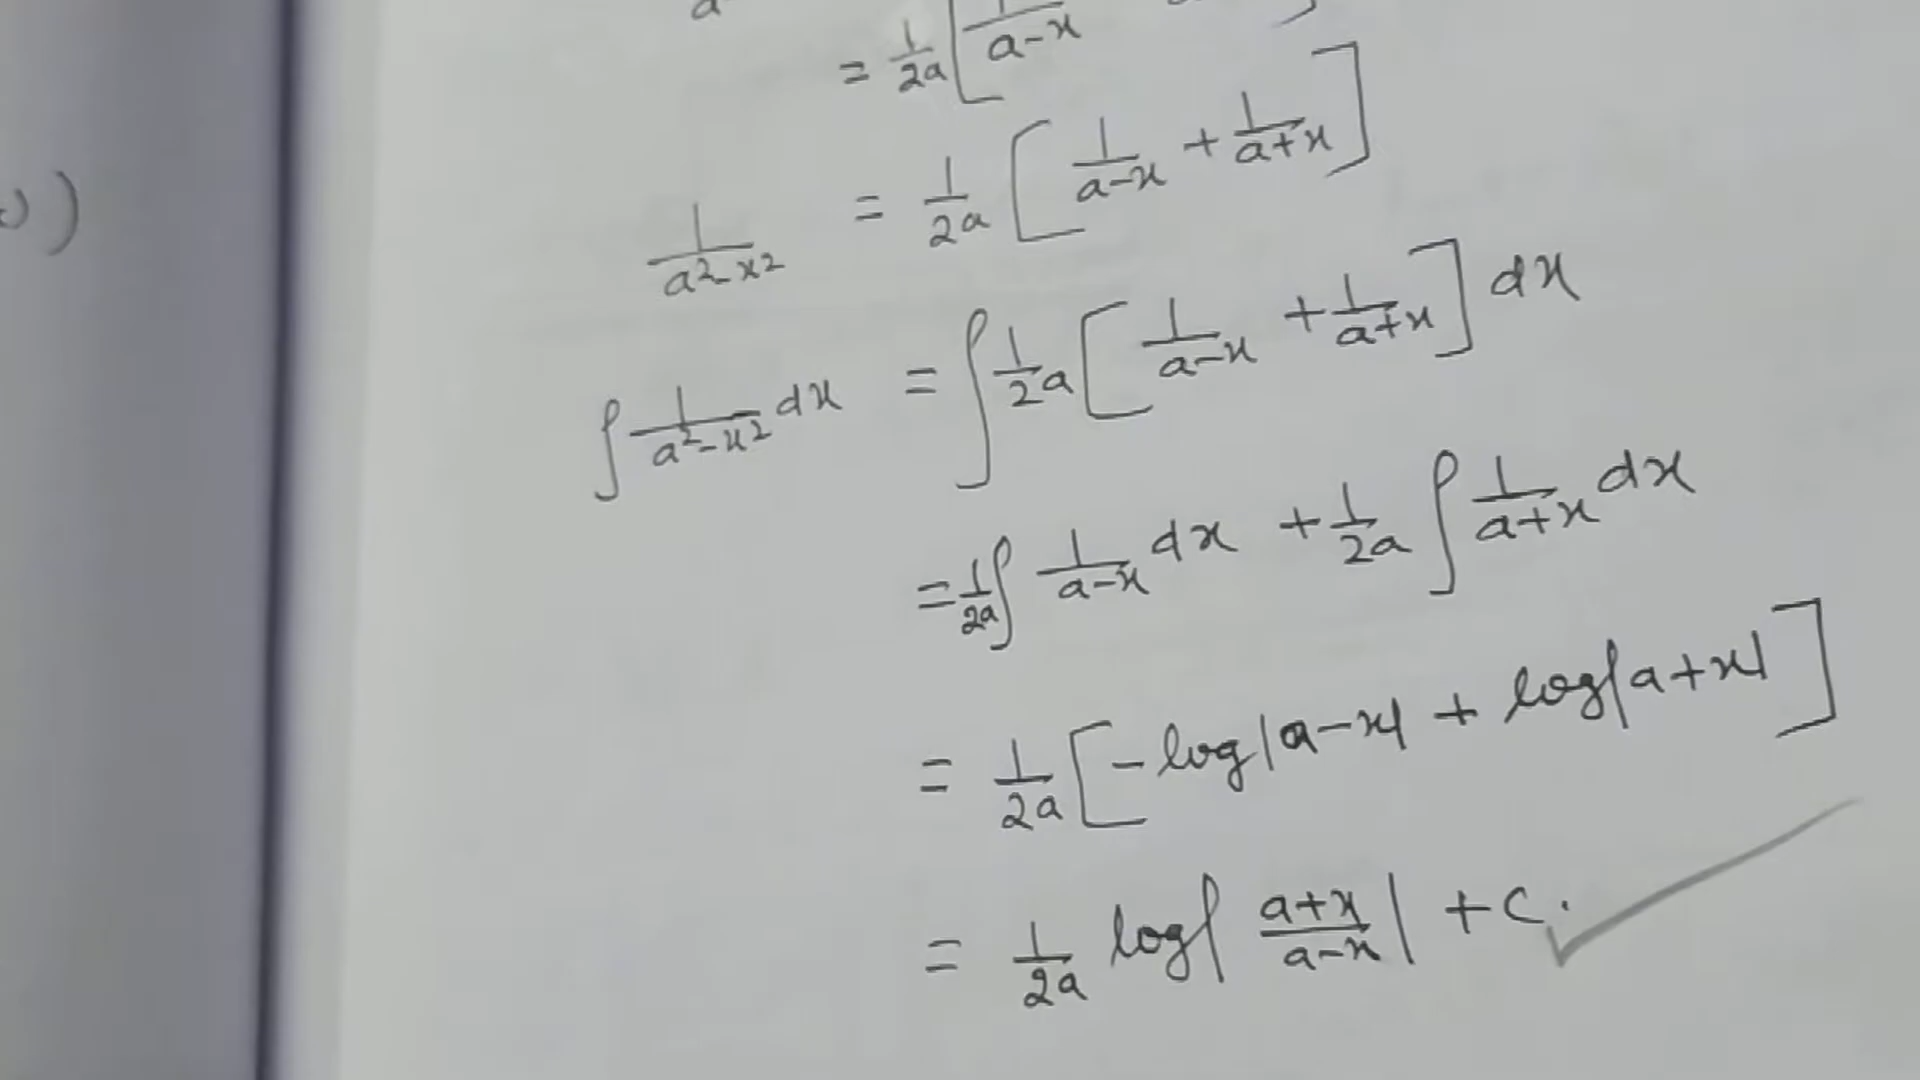 = 1/2a [ 1/a-x
1/a²-x² = 1/2a [ 1/a-x + 1/a+x ]
∫ 1/a²-x² dx = ∫ 1/2a [ 1/a-x + 1/a+x ] dx
= 1/2a ∫ 1/a-x dx + 1/2a ∫ 1/a+x dx
= 1/2a [ -log|a-x| + log|a+x| ]
= 1/2a log| a+x/a-x | + c.